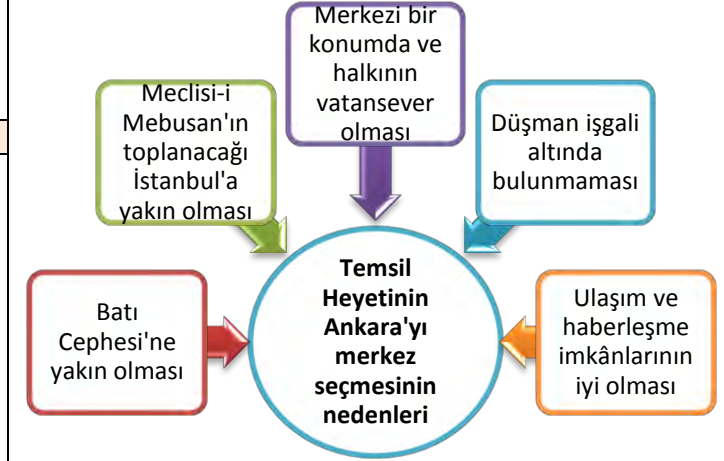 Merkezi bir
konumda ve
halkının
vatansever
olması
Meclisi-i
Mebusan'ın
toplanacağı
İstanbul'a
yakın olması
Düşman işgali
altında
bulunmaması
Batı
Cephesi'ne
yakın olması
Temsil
Heyetinin
Ankara'yı
merkez
seçmesinin
nedenleri
Ulaşım ve
haberleşme
imkânlarının
iyi olması